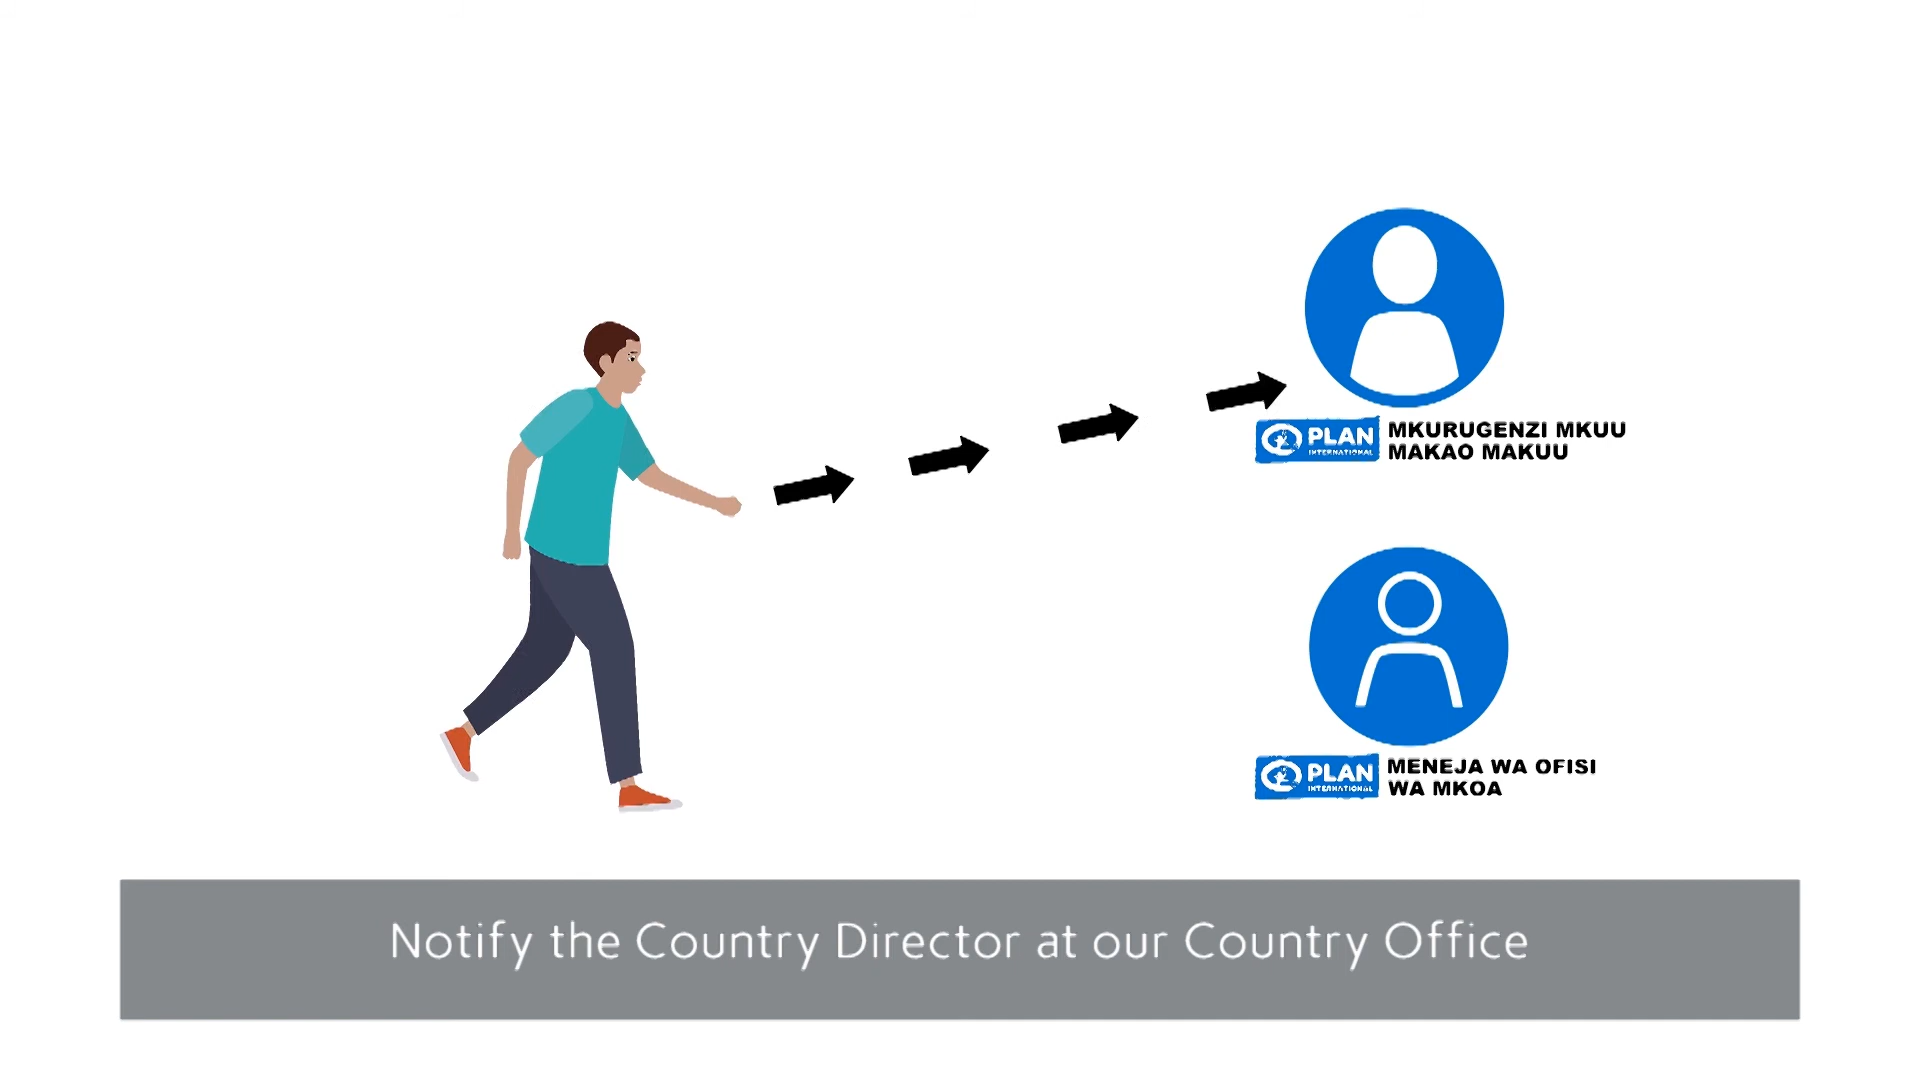 PLAN
INTERNATIONAL
MKURUGENZI MKUU
MAKAO MAKUU
PLAN
INTERNATIONAL
MENEJA WA OFISI
WA MKOA
Notify the Country Director at our Country Office